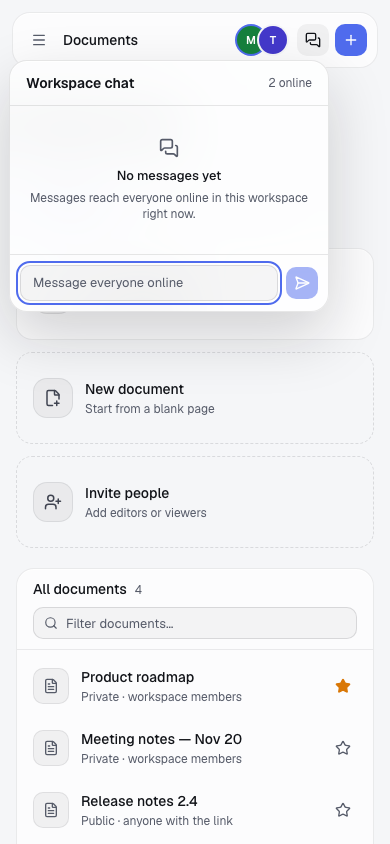 Documents
M
T
Workspace chat
2 online
No messages yet
Messages reach everyone online in this workspace
right now.
Message everyone online
New document
Start from a blank page
Invite people
Add editors or viewers
All documents 4
Filter documents…
Product roadmap
Private · workspace members
Meeting notes — Nov 20
Private · workspace members
Release notes 2.4
Public · anyone with the link